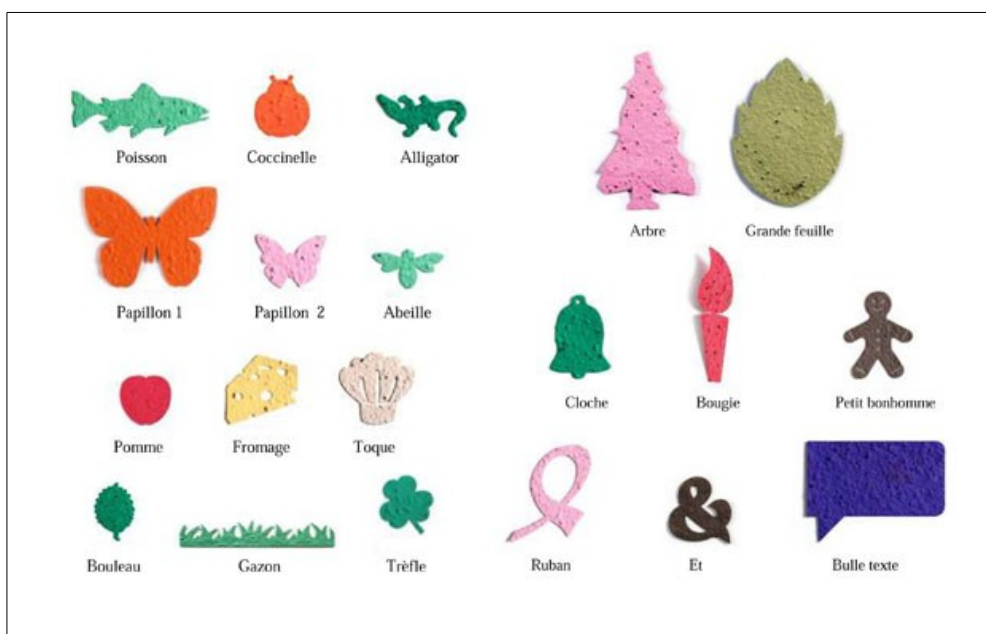 Poisson
Coccinelle
Alligator
Arbre
Grande feuille
Papillon 1
Papillon 2
Abeille
Cloche
Bougie
Petit bonhomme
Pomme
Fromage
Toque
Bouleau
Gazon
Trèfle
Ruban
&
Et
Bulle texte